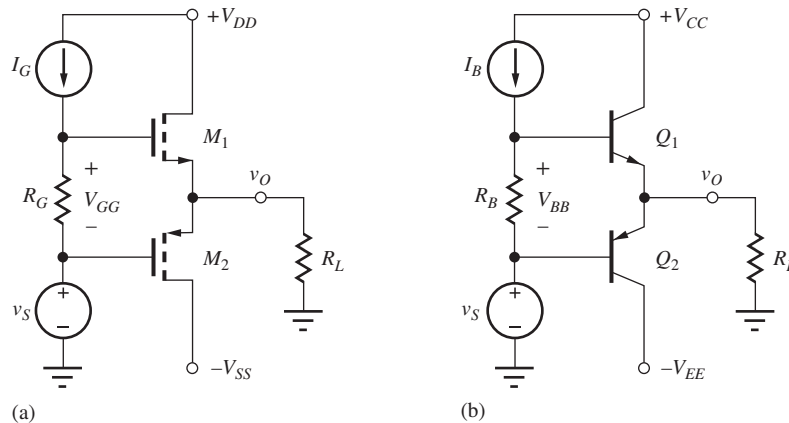 +V_DD
I_G
M_1
R_G
+
V_GG
−
v_O
M_2
R_L
v_S
+
−
−V_SS
(a)
+V_CC
I_B
Q_1
R_B
+
V_BB
−
v_O
Q_2
v_S
+
−
−V_EE
(b)